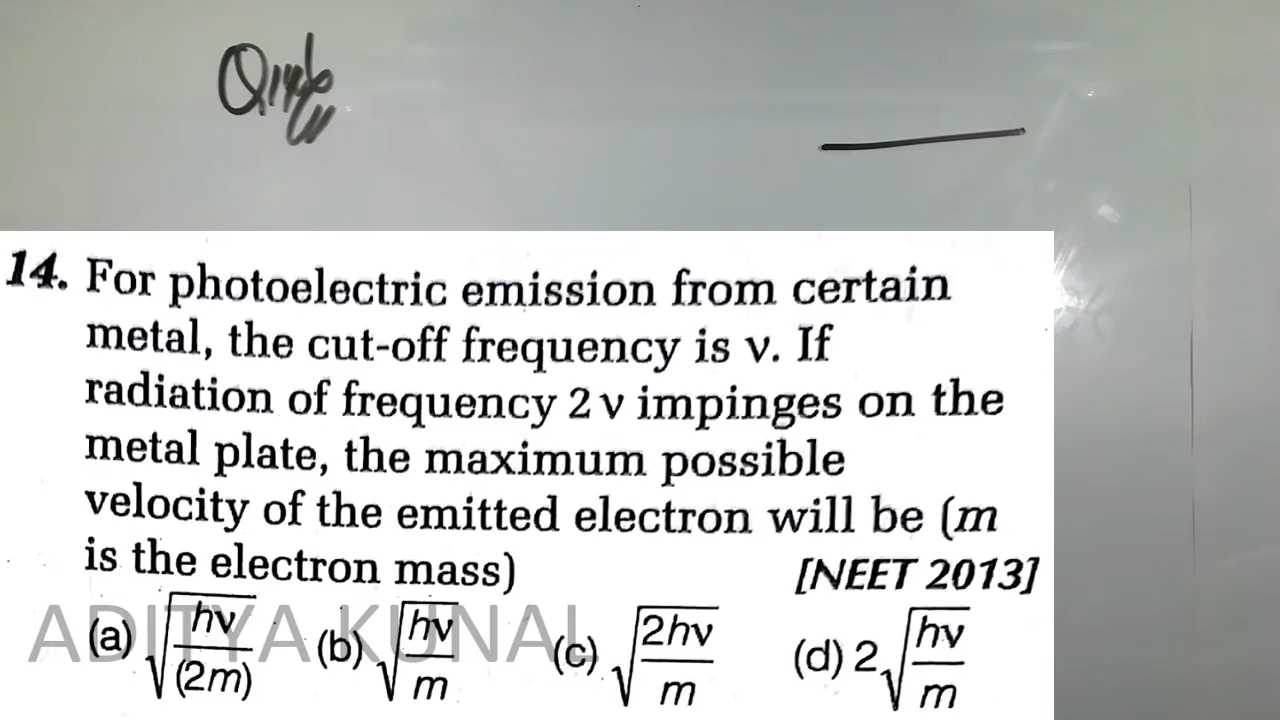 14. For photoelectric emission from certain
metal, the cut-off frequency is ν. If
radiation of frequency 2 ν impinges on the
metal plate, the maximum possible
velocity of the emitted electron will be (m
is the electron mass) [NEET 2013]
(a) √(hν/(2m)) (b) √(hν/m) (c) √(2hν/m) (d) 2√(hν/m)
ADITYA KUNAL